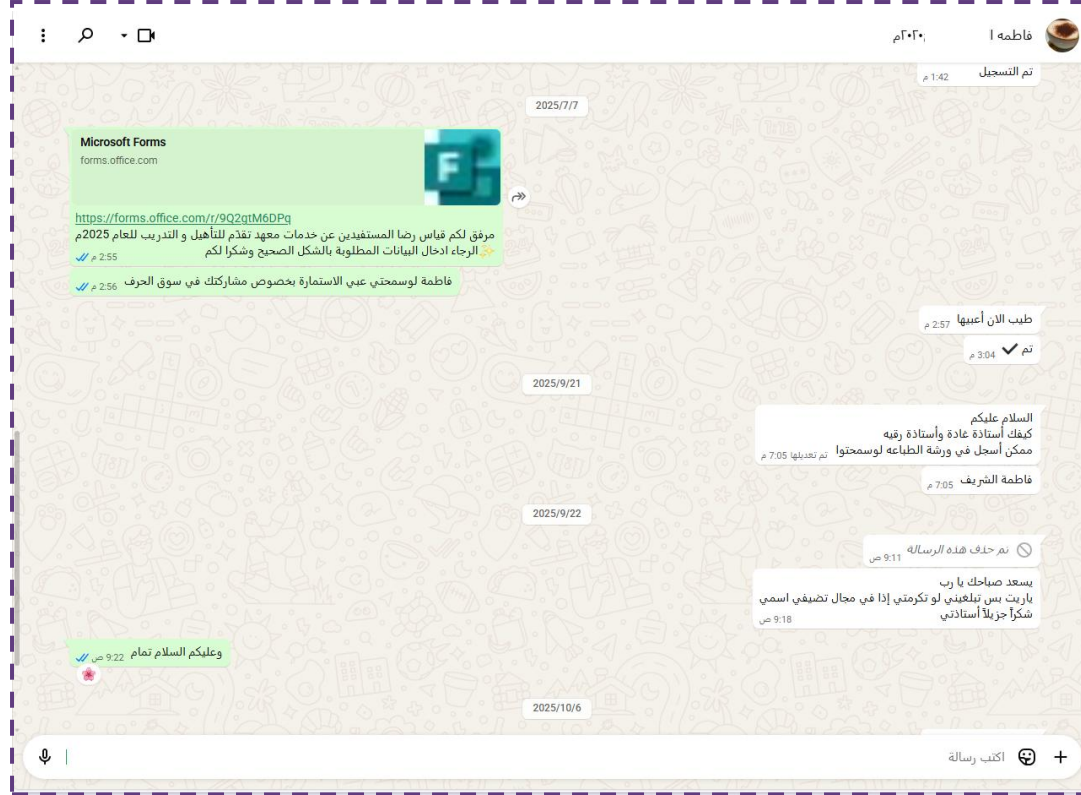 فاطمه ا
٢٠٢٠م
تم التسجيل
1:42 م
2025/7/7
Microsoft Forms
forms.office.com
https://forms.office.com/r/9Q2gtM6DPq
مرفق لكم قياس رضا المستفيدين عن خدمات معهد تقدّم للتأهيل و التدريب للعام 2025م
✨الرجاء ادخال البيانات المطلوبة بالشكل الصحيح وشكرا لكم
2:55 م
فاطمة لوسمحتي عبي الاستمارة بخصوص مشاركتك في سوق الحرف
2:56 م
طيب الان أعبيها
2:57 م
تم ✔
3:04 م
2025/9/21
السلام عليكم
كيفك أستاذة غادة وأستاذة رقيه
ممكن أسجل في ورشة الطباعه لوسمحتوا
تم تعديلها 7:05 م
فاطمة الشريف
7:05 م
2025/9/22
تم حذف هذه الرسالة
9:11 ص
يسعد صباحك يا رب
ياريت بس تبلغيني لو تكرمتي إذا في مجال تضيفي اسمي
شكراً جزيلاً أستاذتي
9:18 ص
وعليكم السلام تمام
9:22 ص
🌸
2025/10/6
اكتب رسالة